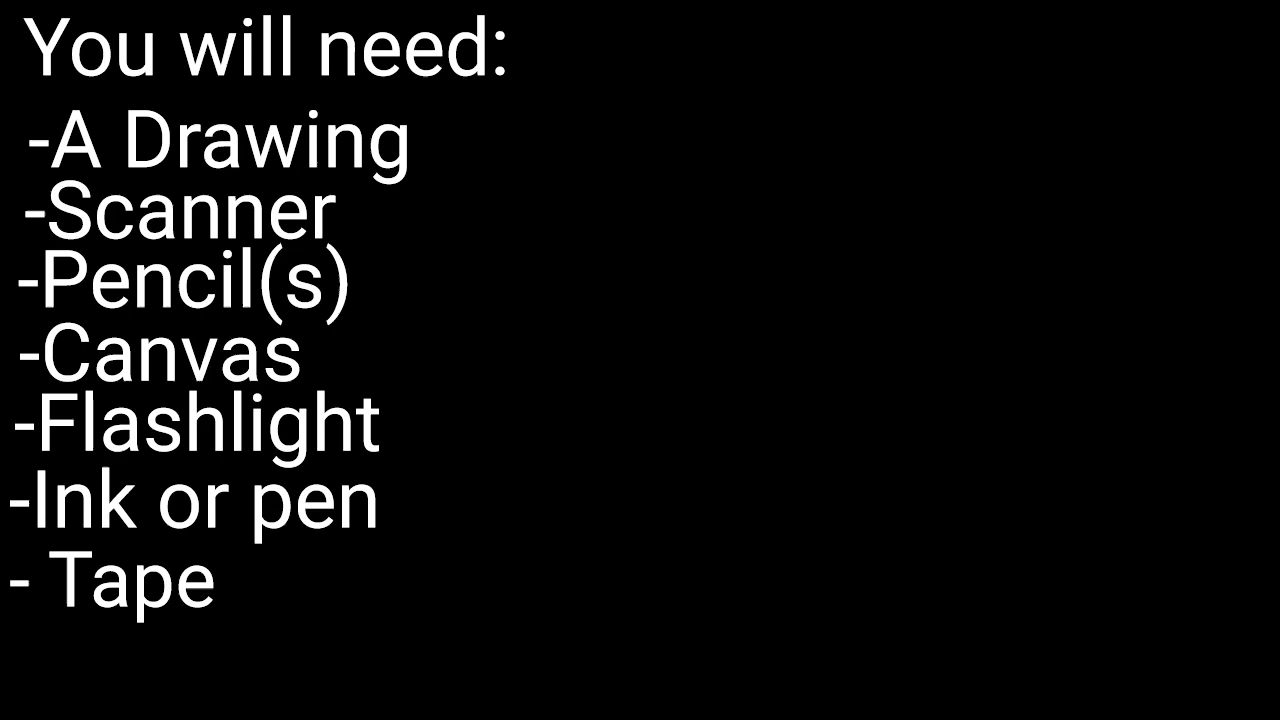 You will need:
-A Drawing
-Scanner
-Pencil(s)
-Canvas
-Flashlight
-Ink or pen
- Tape